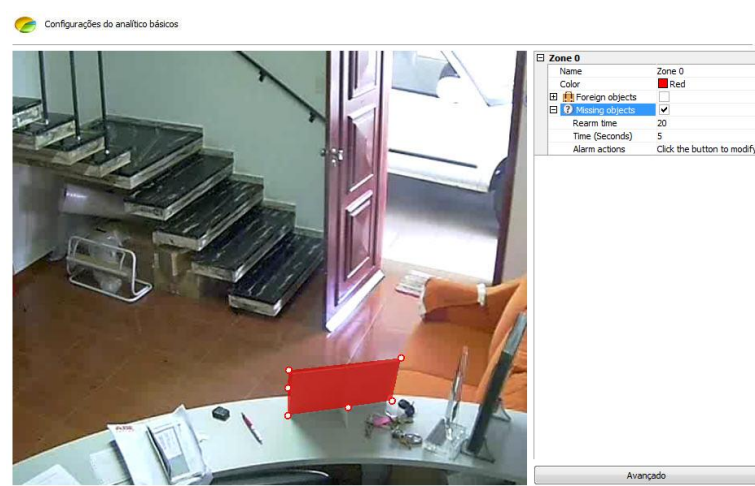 Configurações do analítico básicos
Zone 0
Name Zone 0
Color Red
Foreign objects
Missing objects
Rearm time 20
Time (Seconds) 5
Alarm actions Click the button to modify
Avançado